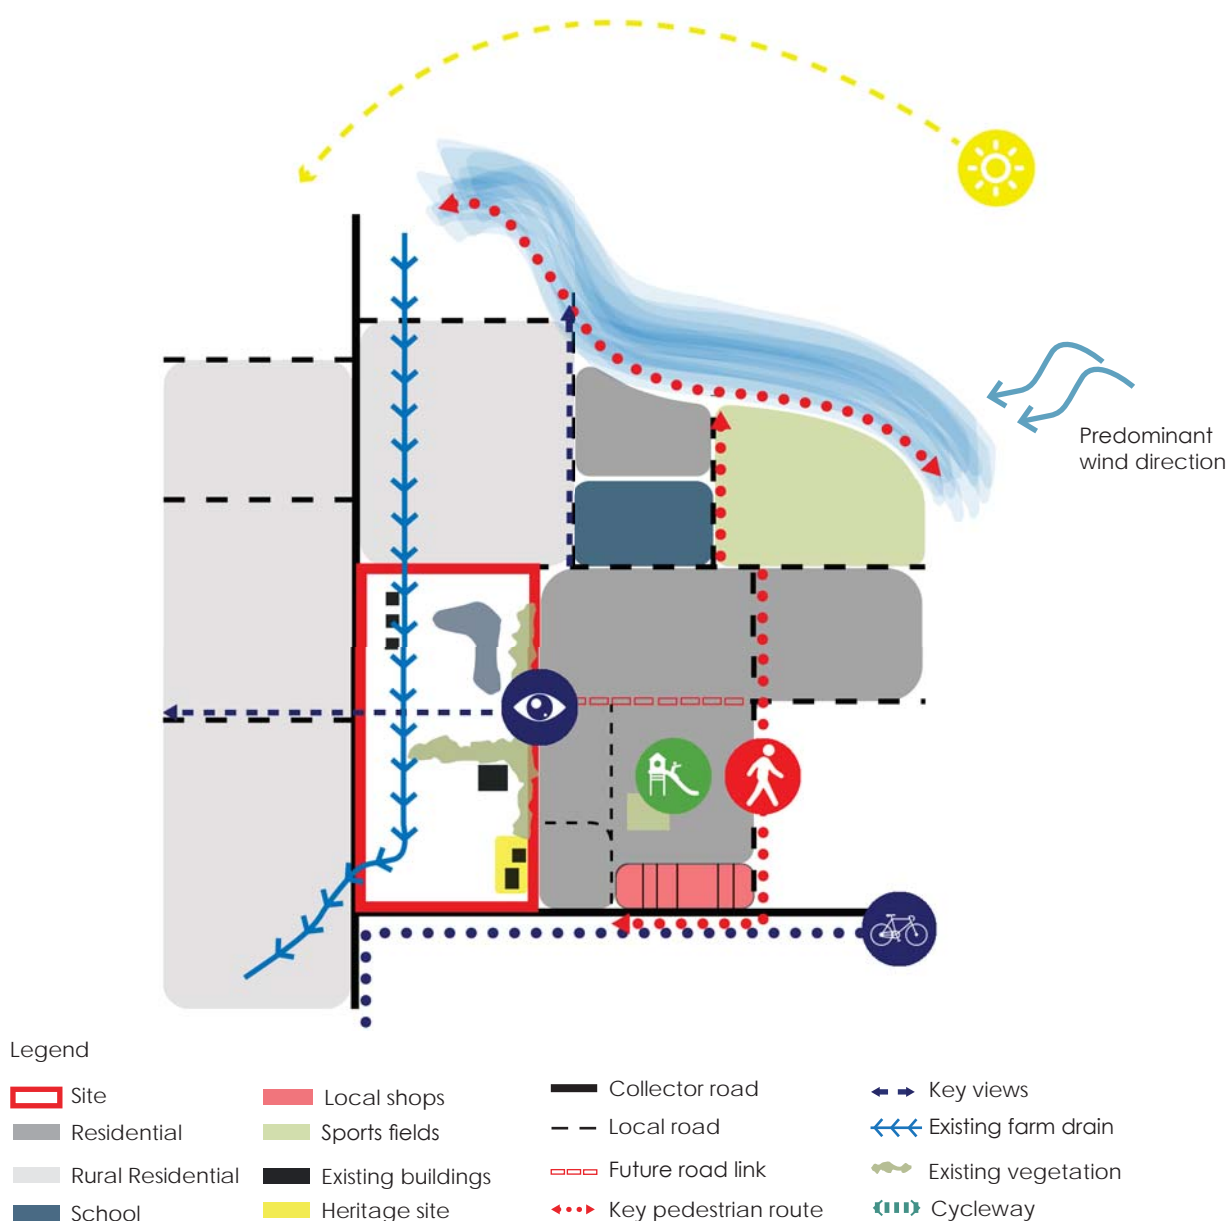 Predominant
wind direction
Legend
Site
Residential
Rural Residential
School
Local shops
Sports fields
Existing buildings
Heritage site
Collector road
Local road
Future road link
Key pedestrian route
Key views
Existing farm drain
Existing vegetation
Cycleway